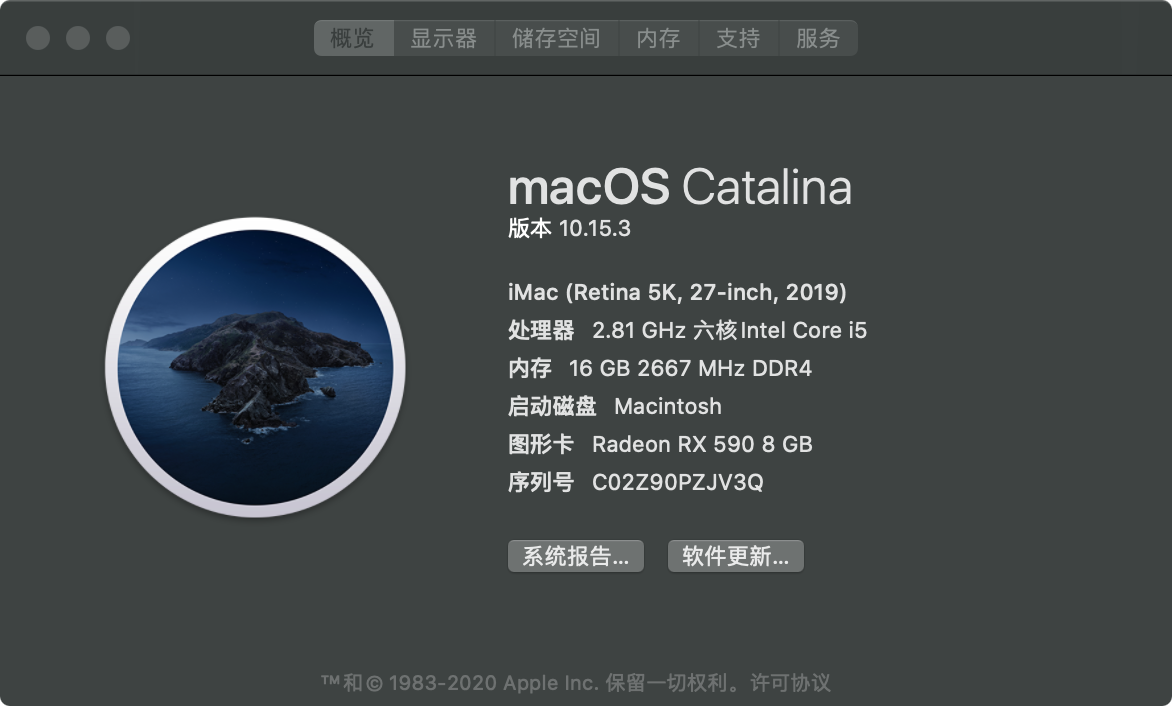 概览 显示器 储存空间 内存 支持 服务
macOS Catalina
版本 10.15.3
iMac (Retina 5K, 27-inch, 2019)
处理器 2.81 GHz 六核Intel Core i5
内存 16 GB 2667 MHz DDR4
启动磁盘 Macintosh
图形卡 Radeon RX 590 8 GB
序列号 C02Z90PZJV3Q
系统报告... 软件更新...
™和© 1983-2020 Apple Inc. 保留一切权利。许可协议